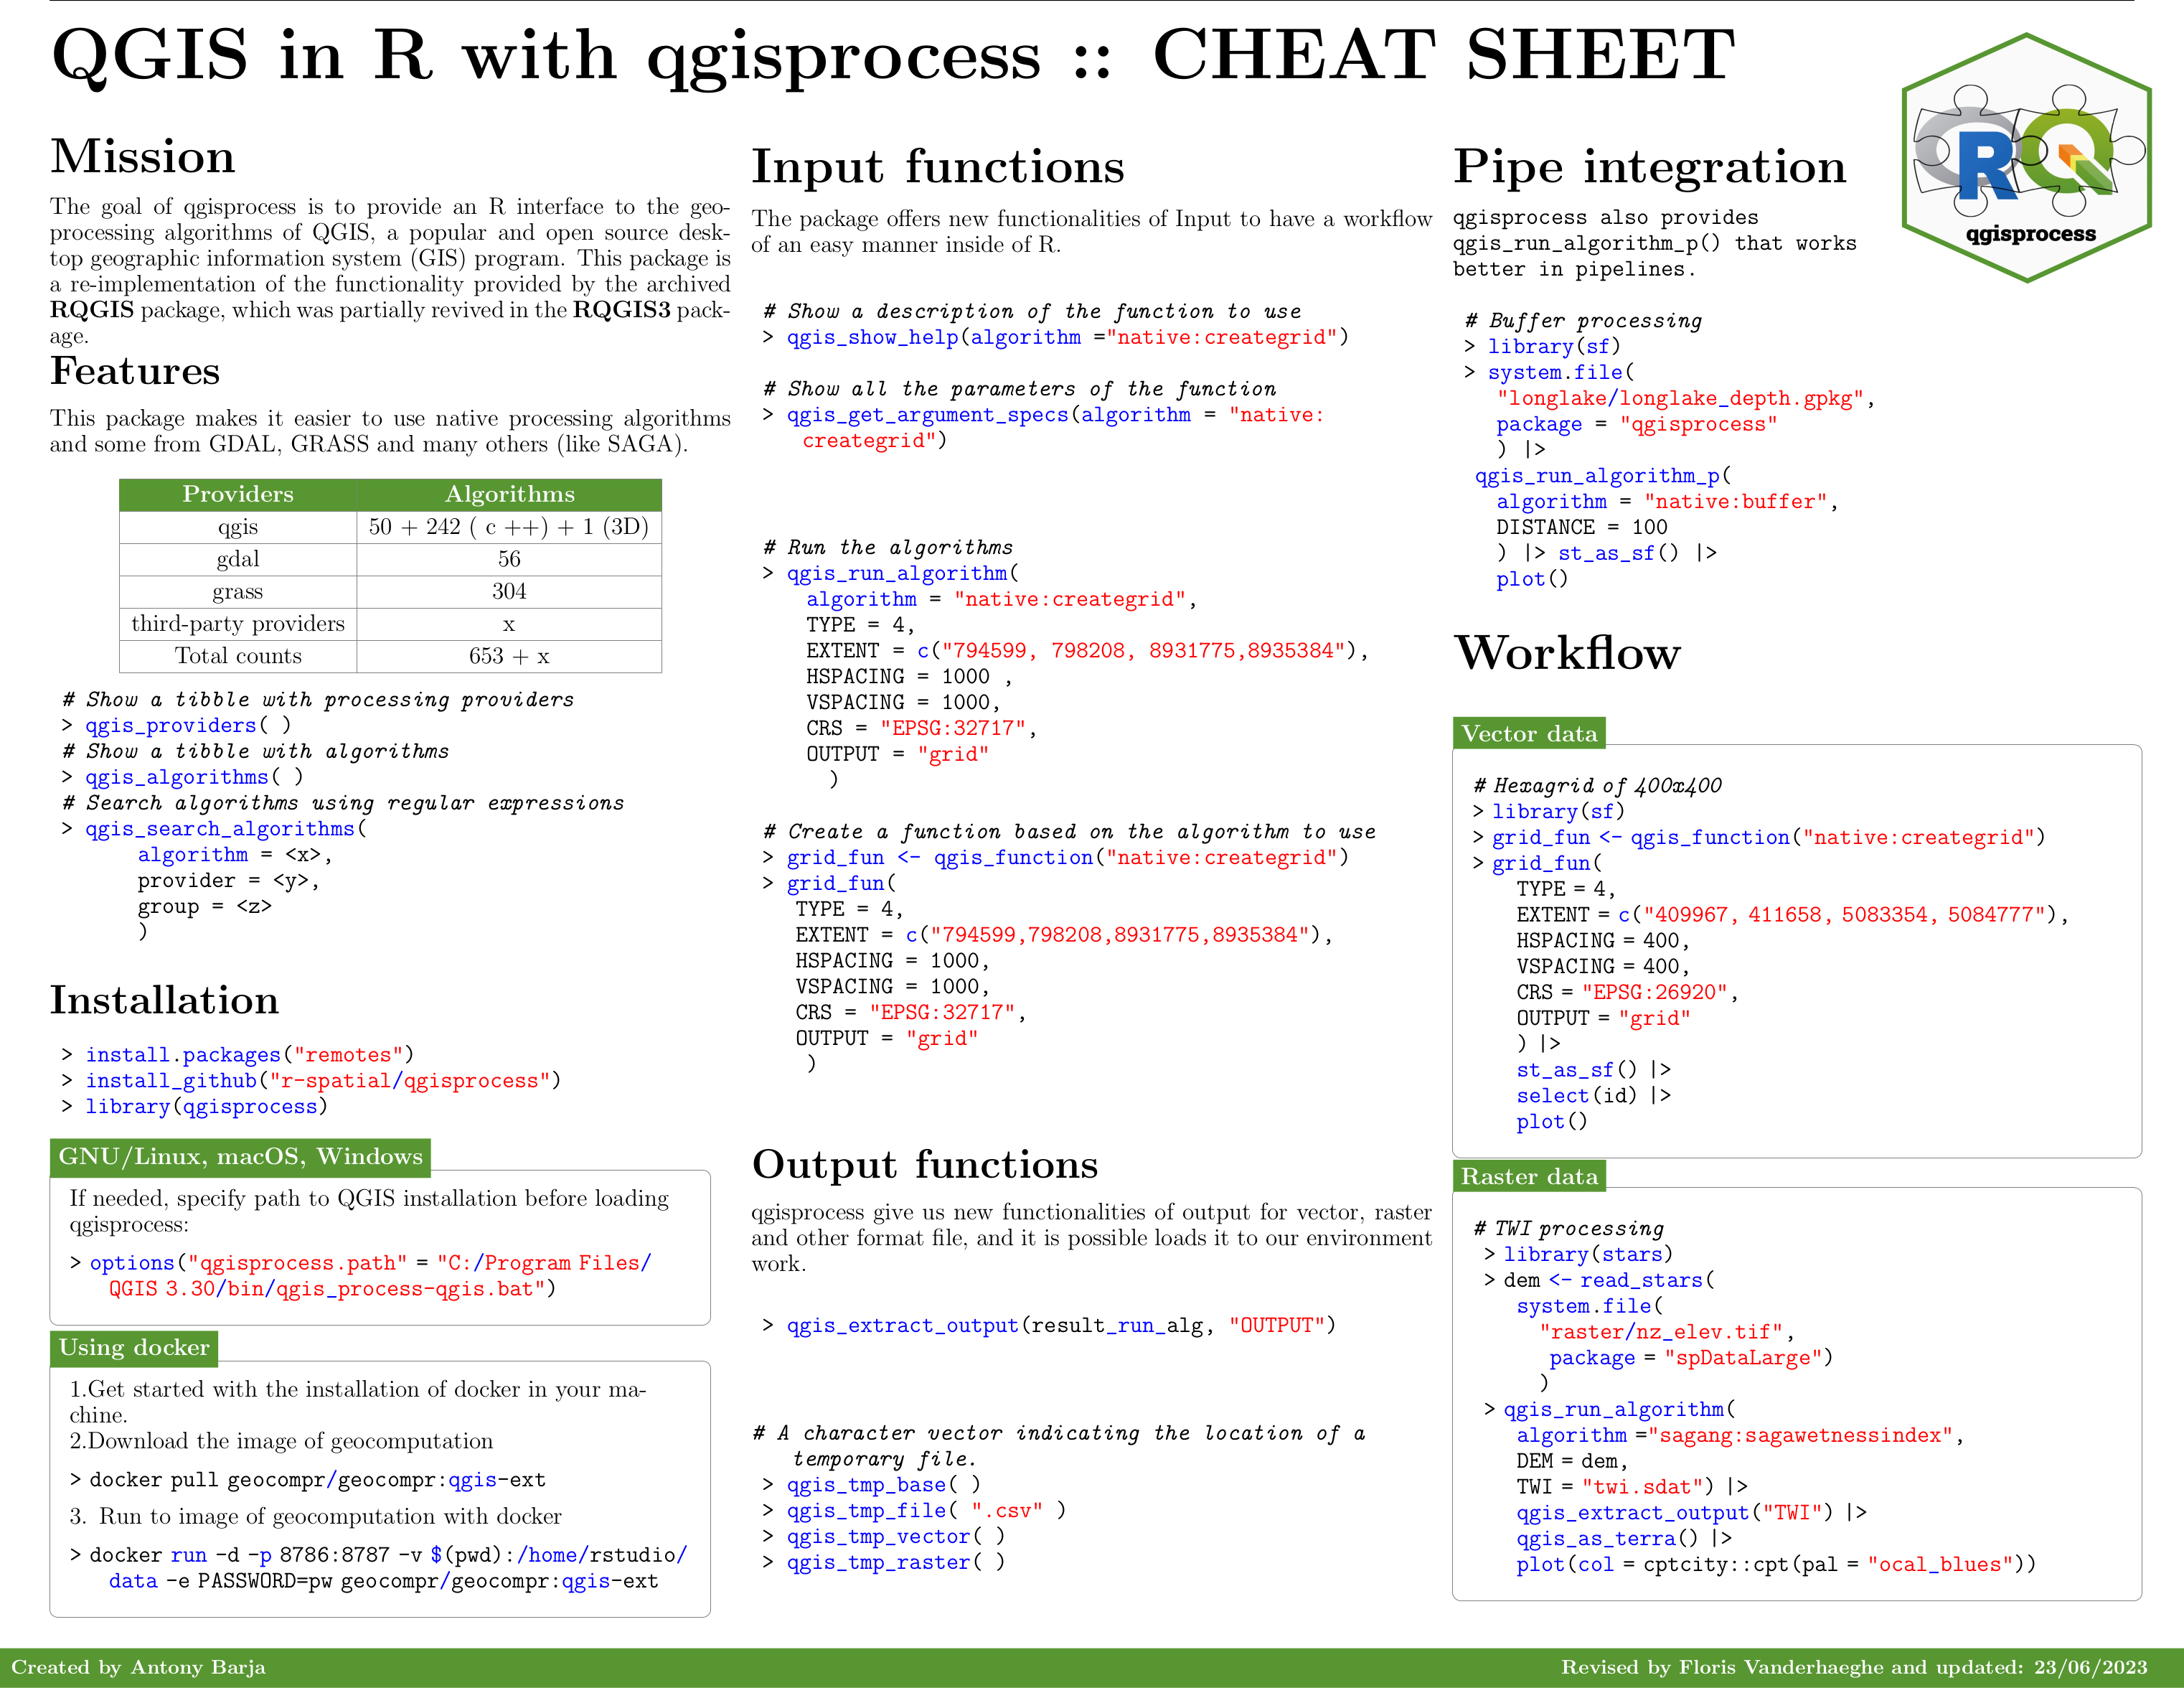 QGIS in R with qgisprocess :: CHEAT SHEET
Mission
The goal of qgisprocess is to provide an R interface to the geo-
processing algorithms of QGIS, a popular and open source desk-
top geographic information system (GIS) program. This package is
a re-implementation of the functionality provided by the archived
RQGIS package, which was partially revived in the RQGIS3 pack-
age.
Features
This package makes it easier to use native processing algorithms
and some from GDAL, GRASS and many others (like SAGA).
Providers Algorithms
qgis 50 + 242 ( c ++) + 1 (3D)
gdal 56
grass 304
third-party providers x
Total counts 653 + x
# Show a tibble with processing providers
> qgis_providers( )
# Show a tibble with algorithms
> qgis_algorithms( )
# Search algorithms using regular expressions
> qgis_search_algorithms(
algorithm = <x>,
provider = <y>,
group = <z>
)
Installation
> install.packages("remotes")
> install_github("r-spatial/qgisprocess")
> library(qgisprocess)
GNU/Linux, macOS, Windows
If needed, specify path to QGIS installation before loading
qgisprocess:
> options("qgisprocess.path" = "C:/Program Files/
QGIS 3.30/bin/qgis_process-qgis.bat")
Using docker
1.Get started with the installation of docker in your ma-
chine.
2.Download the image of geocomputation
> docker pull geocompr/geocompr:qgis-ext
3. Run to image of geocomputation with docker
> docker run -d -p 8786:8787 -v $(pwd):/home/rstudio/
data -e PASSWORD=pw geocompr/geocompr:qgis-ext
Input functions
The package offers new functionalities of Input to have a workflow
of an easy manner inside of R.
# Show a description of the function to use
> qgis_show_help(algorithm ="native:creategrid")
# Show all the parameters of the function
> qgis_get_argument_specs(algorithm = "native:
creategrid")
# Run the algorithms
> qgis_run_algorithm(
algorithm = "native:creategrid",
TYPE = 4,
EXTENT = c("794599, 798208, 8931775,8935384"),
HSPACING = 1000 ,
VSPACING = 1000,
CRS = "EPSG:32717",
OUTPUT = "grid"
)
# Create a function based on the algorithm to use
> grid_fun <- qgis_function("native:creategrid")
> grid_fun(
TYPE = 4,
EXTENT = c("794599,798208,8931775,8935384"),
HSPACING = 1000,
VSPACING = 1000,
CRS = "EPSG:32717",
OUTPUT = "grid"
)
Output functions
qgisprocess give us new functionalities of output for vector, raster
and other format file, and it is possible loads it to our environment
work.
> qgis_extract_output(result_run_alg, "OUTPUT")
# A character vector indicating the location of a
temporary file.
> qgis_tmp_base( )
> qgis_tmp_file( ".csv" )
> qgis_tmp_vector( )
> qgis_tmp_raster( )
Pipe integration
qgisprocess also provides
qgis_run_algorithm_p() that works
better in pipelines.
# Buffer processing
> library(sf)
> system.file(
"longlake/longlake_depth.gpkg",
package = "qgisprocess"
) |>
qgis_run_algorithm_p(
algorithm = "native:buffer",
DISTANCE = 100
) |> st_as_sf() |>
plot()
RQ
qgisprocess
Workflow
Vector data
# Hexagrid of 400x400
> library(sf)
> grid_fun <- qgis_function("native:creategrid")
> grid_fun(
TYPE = 4,
EXTENT = c("409967, 411658, 5083354, 5084777"),
HSPACING = 400,
VSPACING = 400,
CRS = "EPSG:26920",
OUTPUT = "grid"
) |>
st_as_sf() |>
select(id) |>
plot()
Raster data
# TWI processing
> library(stars)
> dem <- read_stars(
system.file(
"raster/nz_elev.tif",
package = "spDataLarge")
)
> qgis_run_algorithm(
algorithm ="sagang:sagawetnessindex",
DEM = dem,
TWI = "twi.sdat") |>
qgis_extract_output("TWI") |>
qgis_as_terra() |>
plot(col = cptcity::cpt(pal = "ocal_blues"))
Created by Antony Barja
Revised by Floris Vanderhaeghe and updated: 23/06/2023